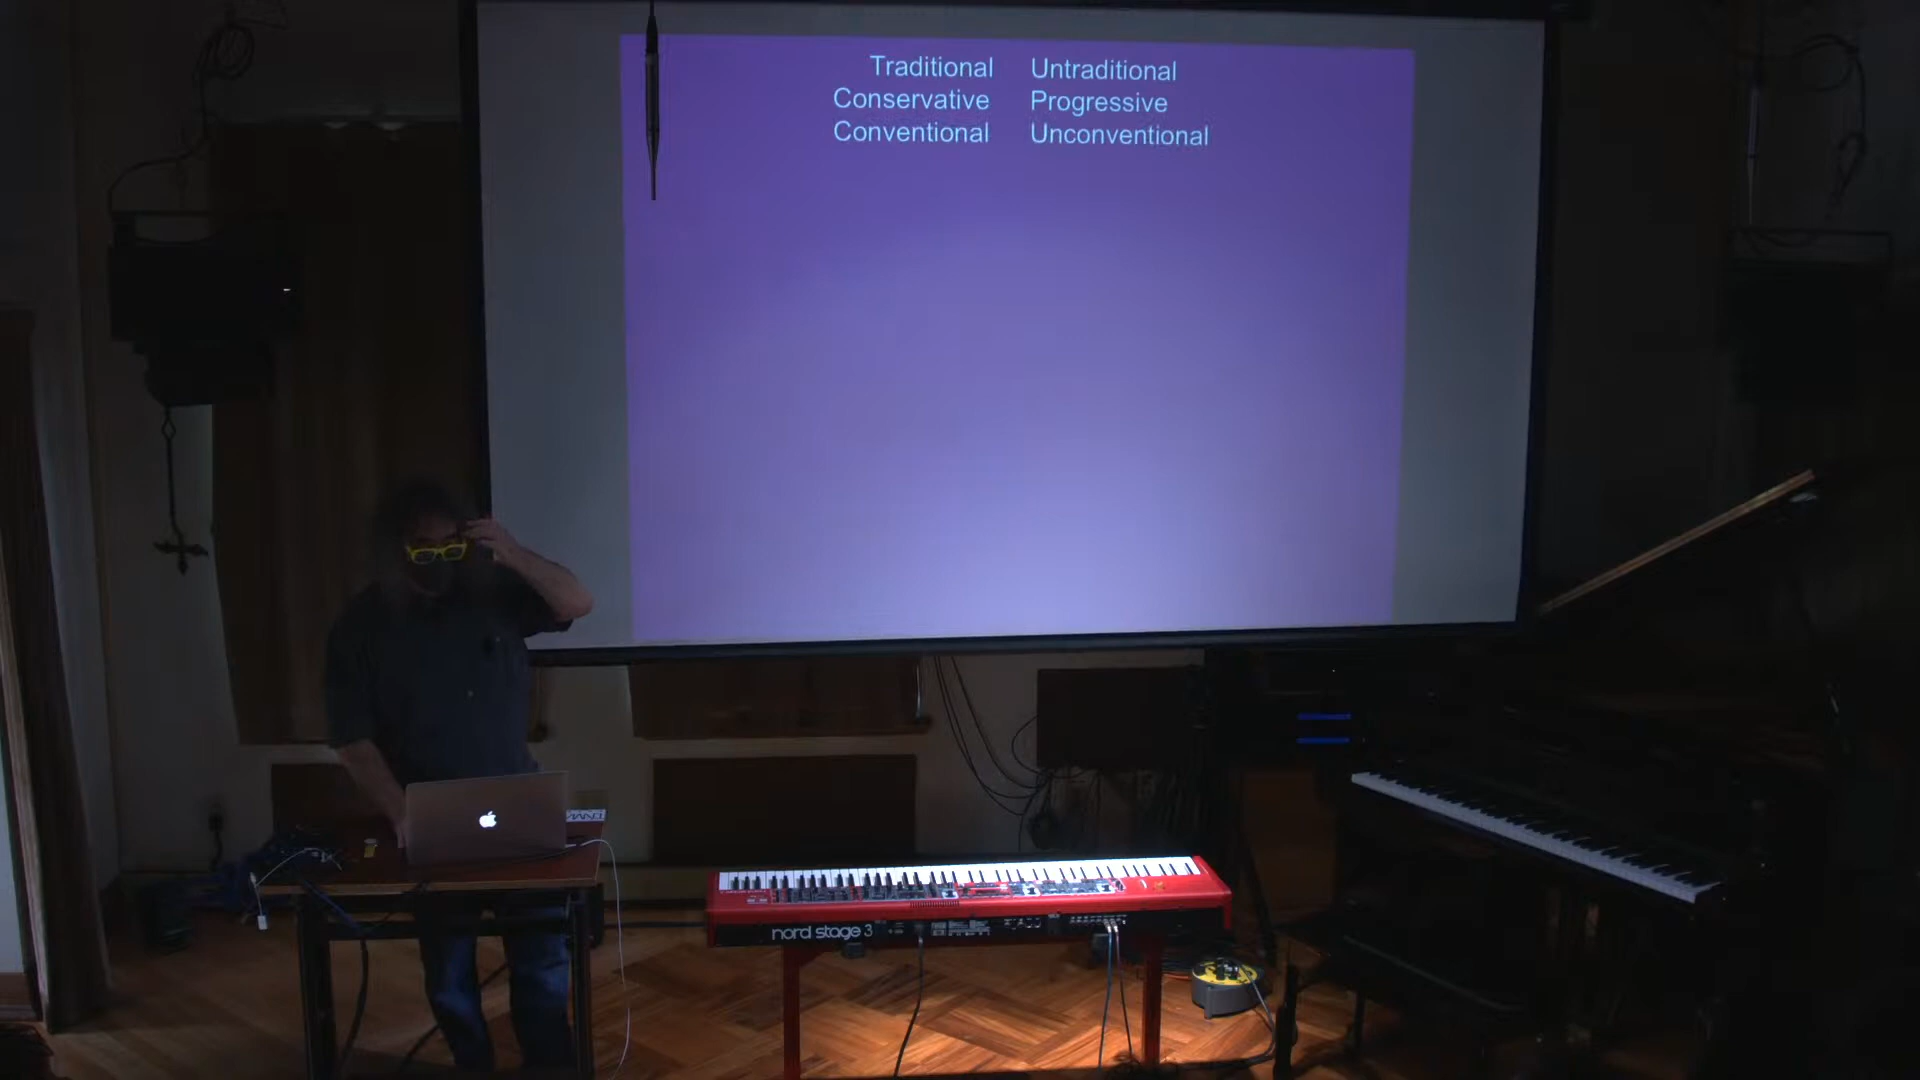 Traditional Untraditional
Conservative Progressive
Conventional Unconventional
nord stage 3